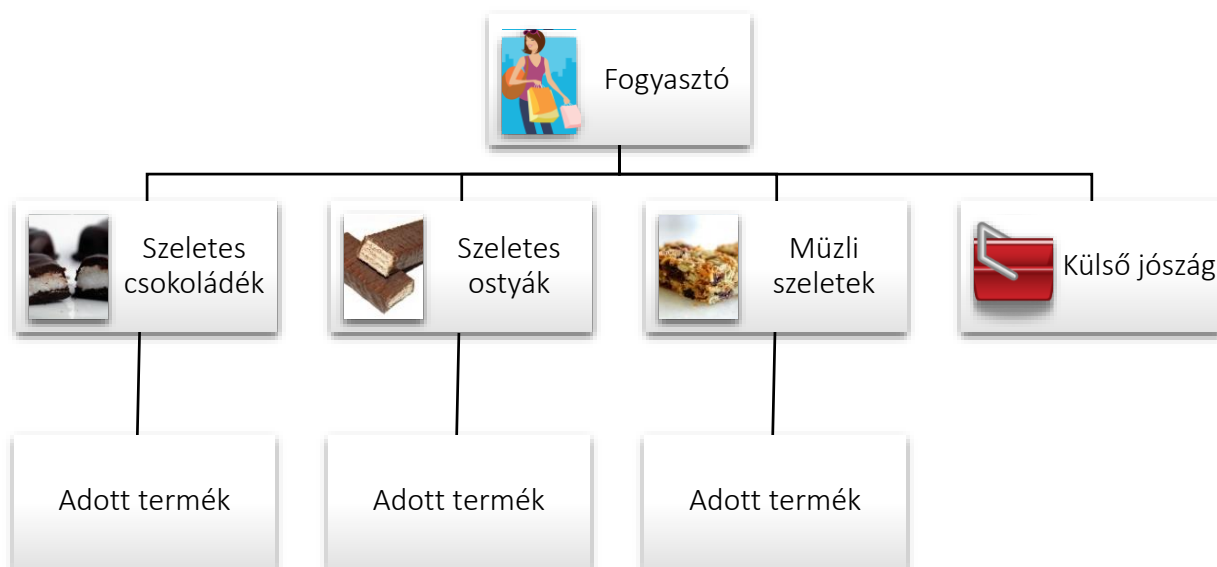 Fogyasztó
Szeletes
csokoládék
Szeletes
ostyák
Müzli
szeletek
Külső jószág
Adott termék
Adott termék
Adott termék